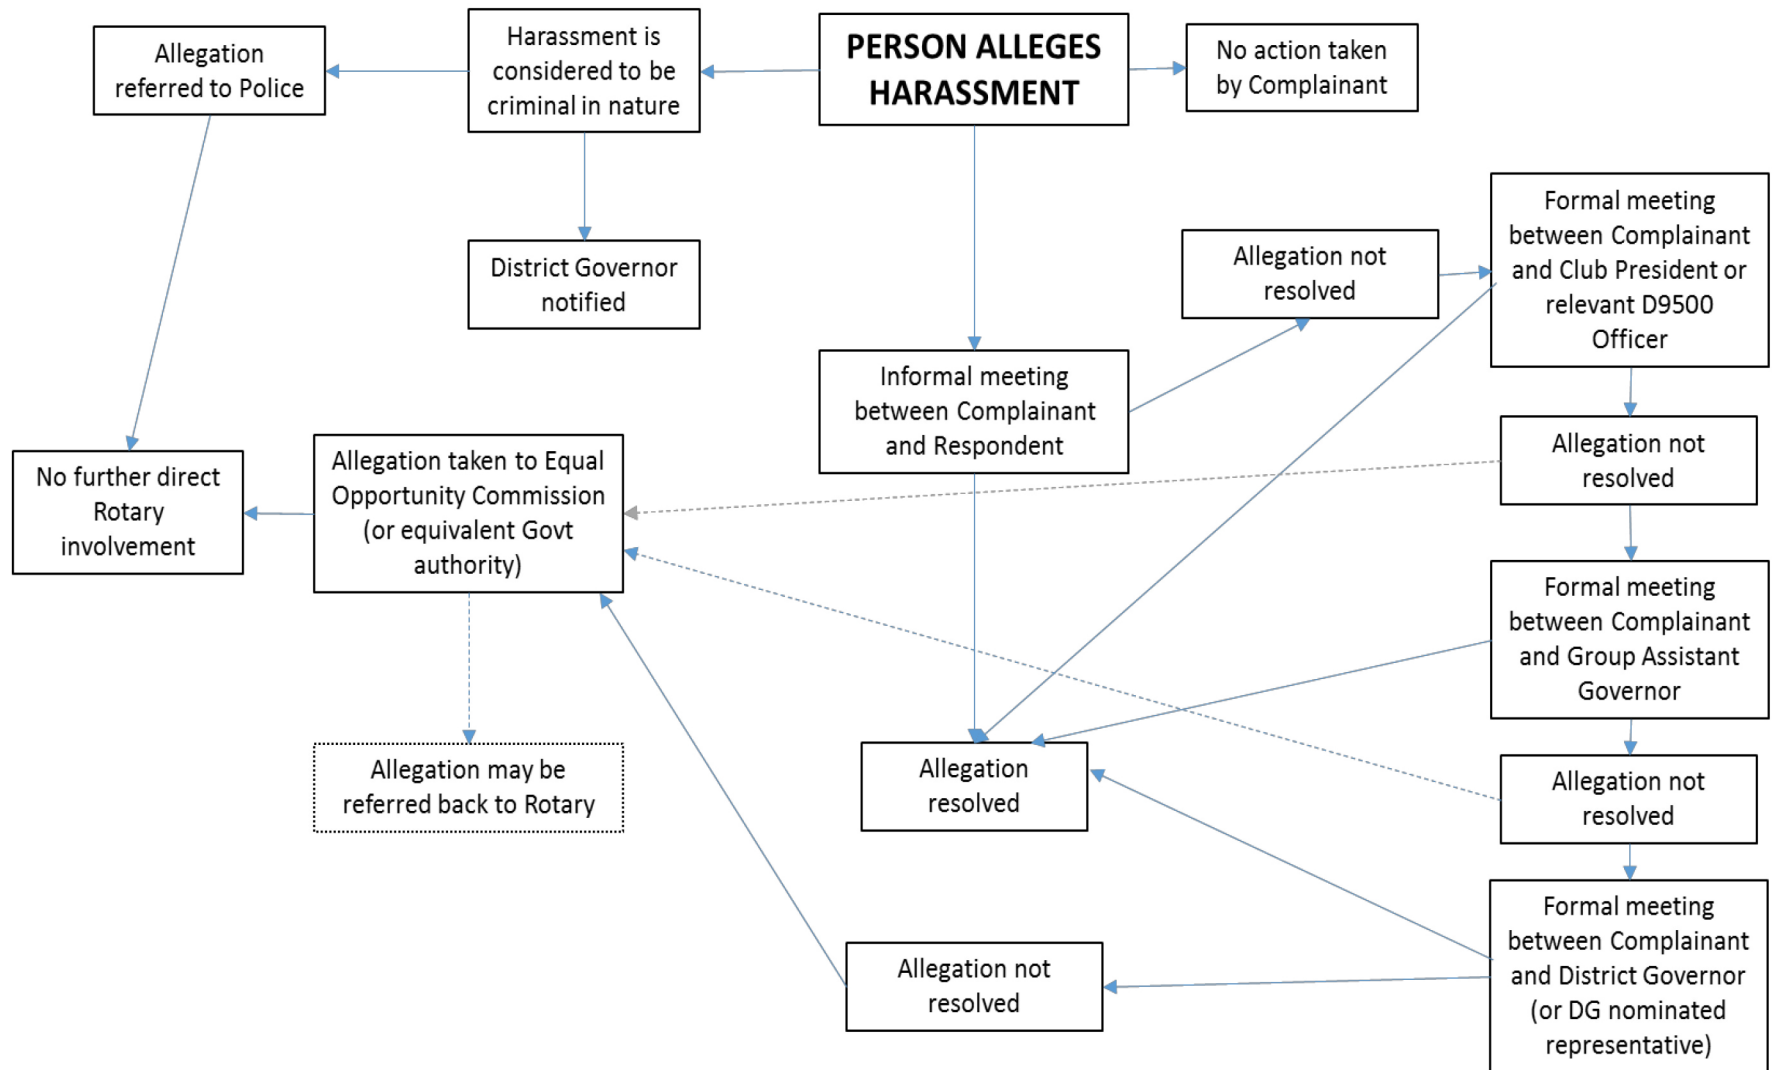 Allegation
referred to Police
Harassment is
considered to be
criminal in nature
PERSON ALLEGES
HARASSMENT
No action taken
by Complainant
District Governor
notified
Allegation not
resolved
Formal meeting
between Complainant
and Club President or
relevant D9500
Officer
Informal meeting
between Complainant
and Respondent
Allegation not
resolved
No further direct
Rotary
involvement
Allegation taken to Equal
Opportunity Commission
(or equivalent Govt
authority)
Formal meeting
between Complainant
and Group Assistant
Governor
Allegation may be
referred back to Rotary
Allegation
resolved
Allegation not
resolved
Allegation not
resolved
Formal meeting
between Complainant
and District Governor
(or DG nominated
representative)